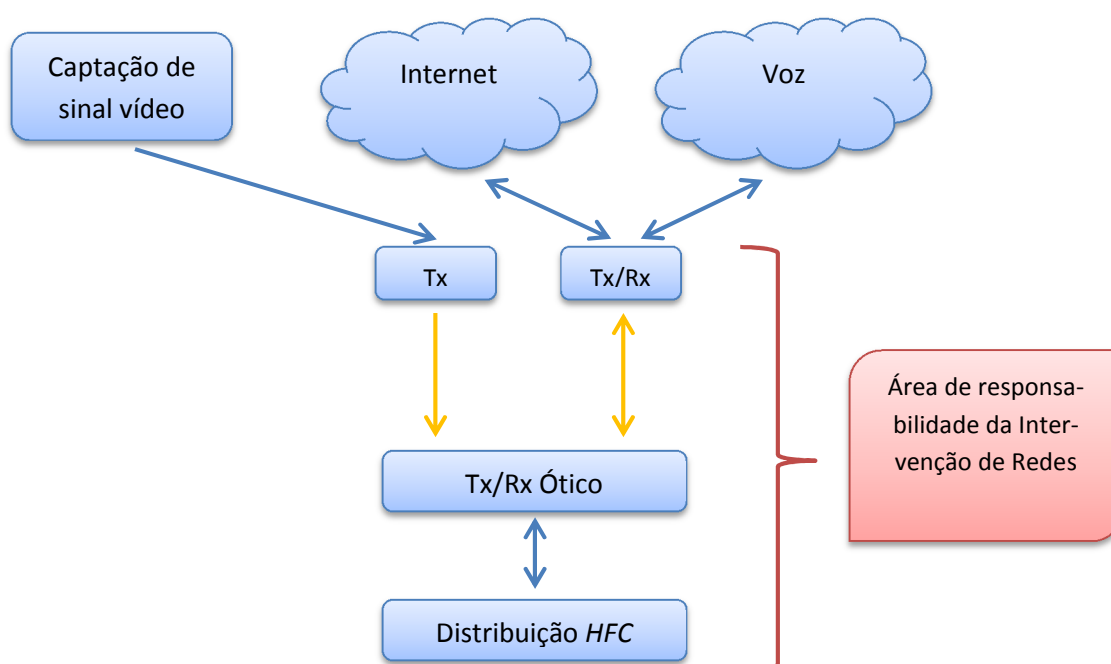 Captação de
sinal vídeo
Internet
Voz
Tx
Tx/Rx
Área de responsa-
bilidade da Inter-
venção de Redes
Tx/Rx Ótico
Distribuição HFC